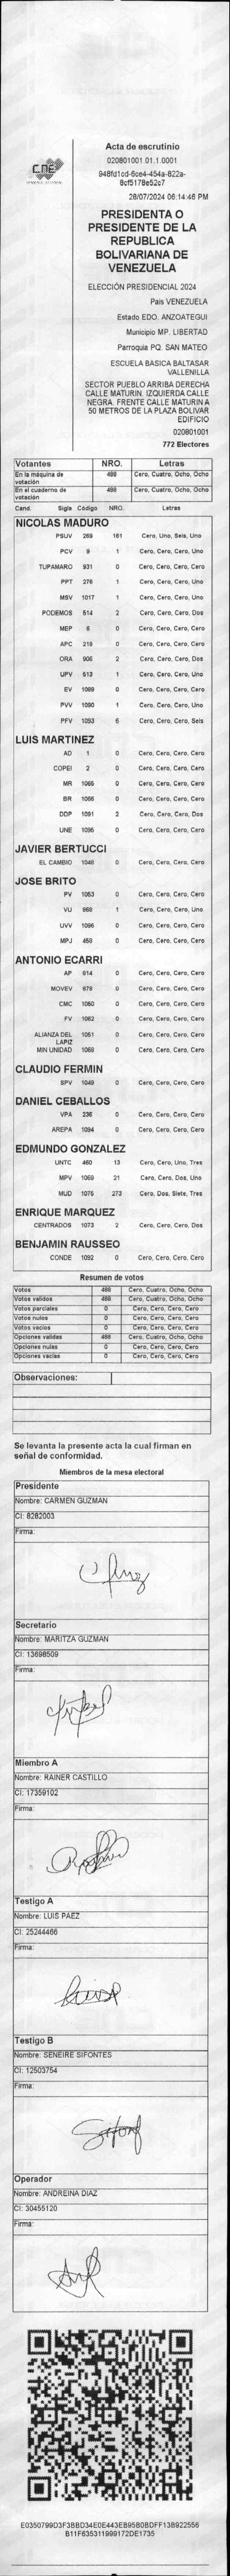 CNE
Acta de escrutinio
020801001.01.1.0001
948fd1cd-6ce4-454a-822a-
8cf5178e52c7
28/07/2024 06:14:46 PM
PRESIDENTA O
PRESIDENTE DE LA
REPUBLICA
BOLIVARIANA DE
VENEZUELA
ELECCIÓN PRESIDENCIAL 2024
País VENEZUELA
Estado EDO. ANZOATEGUI
Municipio MP. LIBERTAD
Parroquia PQ. SAN MATEO
ESCUELA BÁSICA BALTASAR
VALLENILLA
SECTOR PUEBLO ARRIBA DERECHA
CALLE MATURIN. IZQUIERDA CALLE
NEGRA. FRENTE CALLE MATURIN A
50 METROS DE LA PLAZA BOLIVAR
EDIFICIO
020801001
772 Electores
Votantes NRO. Letras
En la máquina de votación 488 Cero, Cuatro, Ocho, Ocho
En el cuaderno de votación 488 Cero, Cuatro, Ocho, Ocho
Cand. Sigla Código NRO. Letras
NICOLAS MADURO
PSUV 269 161 Cero, Uno, Seis, Uno
PCV 9 1 Cero, Cero, Cero, Uno
TUPAMARO 931 0 Cero, Cero, Cero, Cero
PPT 276 1 Cero, Cero, Cero, Uno
MSV 1017 1 Cero, Cero, Cero, Uno
PODEMOS 514 2 Cero, Cero, Cero, Dos
MEP 6 0 Cero, Cero, Cero, Cero
APC 219 0 Cero, Cero, Cero, Cero
ORA 906 2 Cero, Cero, Cero, Dos
UPV 513 1 Cero, Cero, Cero, Uno
EV 1089 0 Cero, Cero, Cero, Cero
PVV 1090 1 Cero, Cero, Cero, Uno
PFV 1093 6 Cero, Cero, Cero, Seis
LUIS MARTINEZ
AD 1 0 Cero, Cero, Cero, Cero
COPEI 2 0 Cero, Cero, Cero, Cero
MR 1065 0 Cero, Cero, Cero, Cero
BR 1066 0 Cero, Cero, Cero, Cero
DDP 1091 2 Cero, Cero, Cero, Dos
UNE 1095 0 Cero, Cero, Cero, Cero
JAVIER BERTUCCI
EL CAMBIO 1048 0 Cero, Cero, Cero, Cero
JOSE BRITO
PV 1053 0 Cero, Cero, Cero, Cero
VU 968 1 Cero, Cero, Cero, Uno
UVV 1096 0 Cero, Cero, Cero, Cero
MPJ 458 0 Cero, Cero, Cero, Cero
ANTONIO ECARRI
AP 914 0 Cero, Cero, Cero, Cero
MOVEV 878 0 Cero, Cero, Cero, Cero
CMC 1050 0 Cero, Cero, Cero, Cero
FV 1062 0 Cero, Cero, Cero, Cero
ALIANZA DEL LAPIZ 1051 0 Cero, Cero, Cero, Cero
MIN UNIDAD 1068 0 Cero, Cero, Cero, Cero
CLAUDIO FERMIN
SPV 1049 0 Cero, Cero, Cero, Cero
DANIEL CEBALLOS
VPA 236 0 Cero, Cero, Cero, Cero
AREPA 1094 0 Cero, Cero, Cero, Cero
EDMUNDO GONZALEZ
UNTC 460 13 Cero, Cero, Uno, Tres
MPV 1069 21 Cero, Cero, Dos, Uno
MUD 1075 273 Cero, Dos, Siete, Tres
ENRIQUE MARQUEZ
CENTRADOS 1073 2 Cero, Cero, Cero, Dos
BENJAMIN RAUSSEO
CONDE 1092 0 Cero, Cero, Cero, Cero
Resumen de votos
Votos 488 Cero, Cuatro, Ocho, Ocho
Votos válidos 488 Cero, Cuatro, Ocho, Ocho
Votos parciales 0 Cero, Cero, Cero, Cero
Votos nulos 0 Cero, Cero, Cero, Cero
Votos vacíos 0 Cero, Cero, Cero, Cero
Opciones validas 488 Cero, Cuatro, Ocho, Ocho
Opciones nulas 0 Cero, Cero, Cero, Cero
Opciones vacías 0 Cero, Cero, Cero, Cero
Observaciones:
Se levanta la presente acta la cual firman en
señal de conformidad.
Miembros de la mesa electoral
Presidente
Nombre: CARMEN GUZMAN
CI: 8282003
Firma:
Secretario
Nombre: MARITZA GUZMAN
CI: 13698509
Firma:
Miembro A
Nombre: RAINER CASTILLO
CI: 17359102
Firma:
Testigo A
Nombre: LUIS PAEZ
CI: 25244466
Firma:
Testigo B
Nombre: SENEIRE SIFONTES
CI: 12503754
Firma:
Operador
Nombre: ANDREINA DIAZ
CI: 30455120
Firma:
E0350799D3F3BBD34E0E443EB9580BDFF13B922556
B11F635311999172DE1735